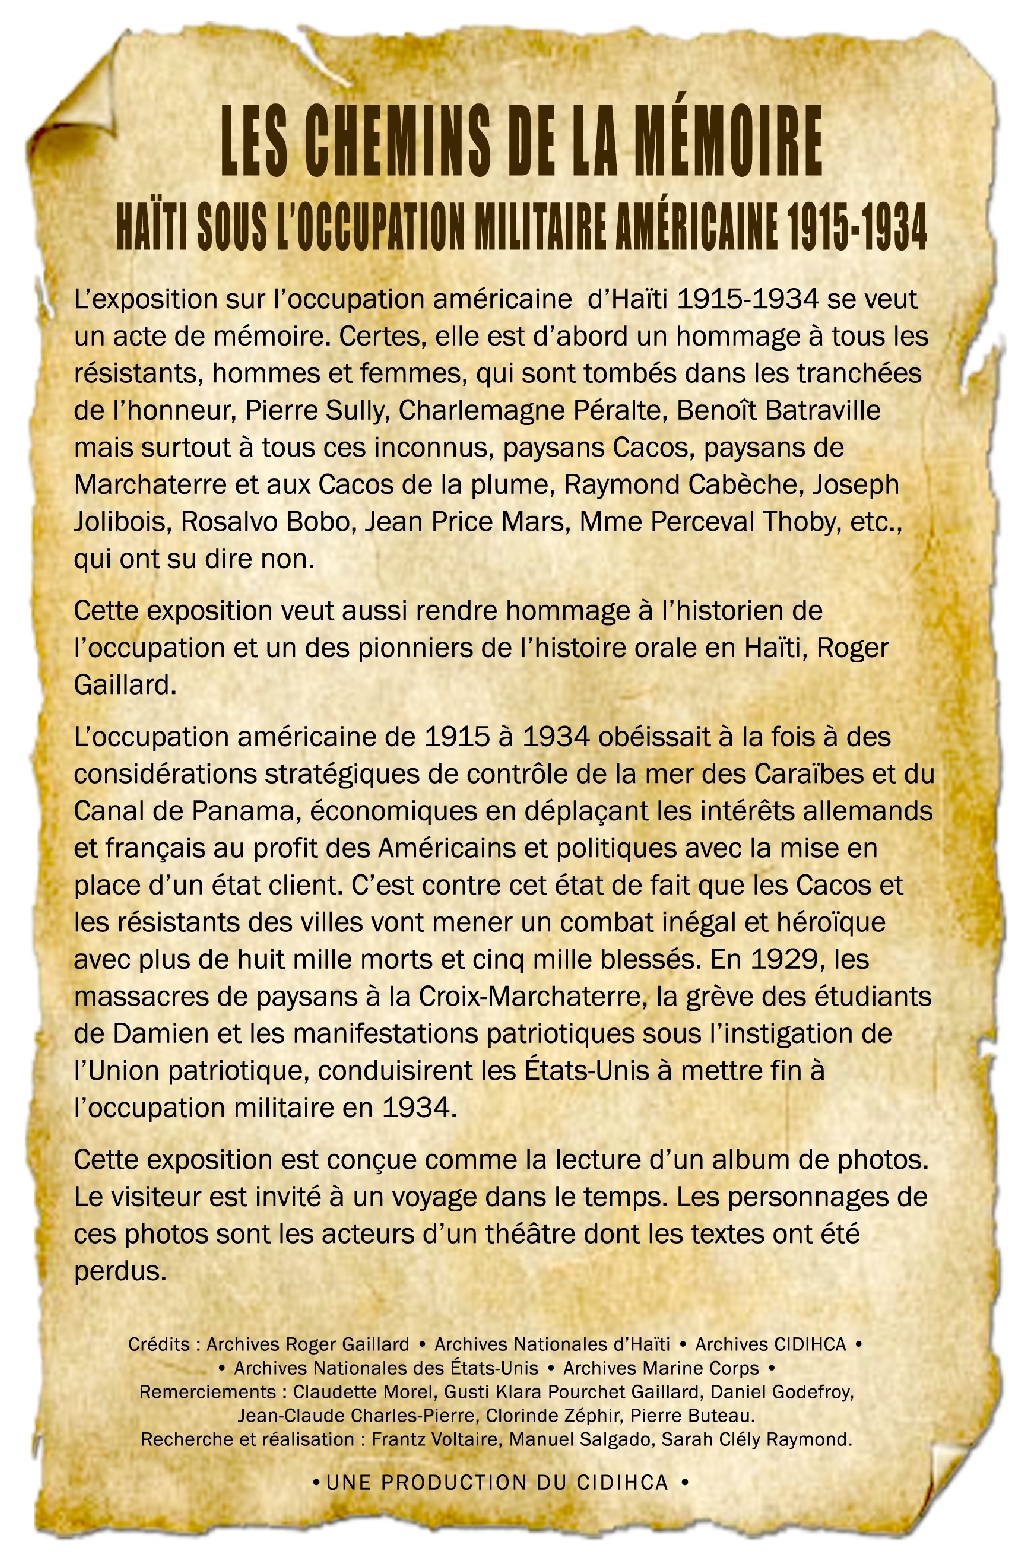 LES CHEMINS DE LA MÉMOIRE
HAÏTI SOUS L'OCCUPATION MILITAIRE AMÉRICAINE 1915-1934
L'exposition sur l'occupation américaine d'Haïti 1915-1934 se veut
un acte de mémoire. Certes, elle est d'abord un hommage à tous les
résistants, hommes et femmes, qui sont tombés dans les tranchées
de l'honneur, Pierre Sully, Charlemagne Péralte, Benoît Batraville
mais surtout à tous ces inconnus, paysans Cacos, paysans de
Marchaterre et aux Cacos de la plume, Raymond Cabèche, Joseph
Jolibois, Rosalvo Bobo, Jean Price Mars, Mme Perceval Thoby, etc.,
qui ont su dire non.
Cette exposition veut aussi rendre hommage à l'historien de
l'occupation et un des pionniers de l'histoire orale en Haïti, Roger
Gaillard.
L'occupation américaine de 1915 à 1934 obéissait à la fois à des
considérations stratégiques de contrôle de la mer des Caraïbes et du
Canal de Panama, économiques en déplaçant les intérêts allemands
et français au profit des Américains et politiques avec la mise en
place d'un état client. C'est contre cet état de fait que les Cacos et
les résistants des villes vont mener un combat inégal et héroïque
avec plus de huit mille morts et cinq mille blessés. En 1929, les
massacres de paysans à la Croix-Marchaterre, la grève des étudiants
de Damien et les manifestations patriotiques sous l'instigation de
l'Union patriotique, conduisirent les États-Unis à mettre fin à
l'occupation militaire en 1934.
Cette exposition est conçue comme la lecture d'un album de photos.
Le visiteur est invité à un voyage dans le temps. Les personnages de
ces photos sont les acteurs d'un théâtre dont les textes ont été
perdus.
Crédits : Archives Roger Gaillard • Archives Nationales d'Haïti • Archives CIDIHCA •
• Archives Nationales des États-Unis • Archives Marine Corps •
Remerciements : Claudette Morel, Gusti Klara Pourchet Gaillard, Daniel Godefroy,
Jean-Claude Charles-Pierre, Clorinde Zéphir, Pierre Buteau.
Recherche et réalisation : Frantz Voltaire, Manuel Salgado, Sarah Clély Raymond.
• UNE PRODUCTION DU CIDIHCA •